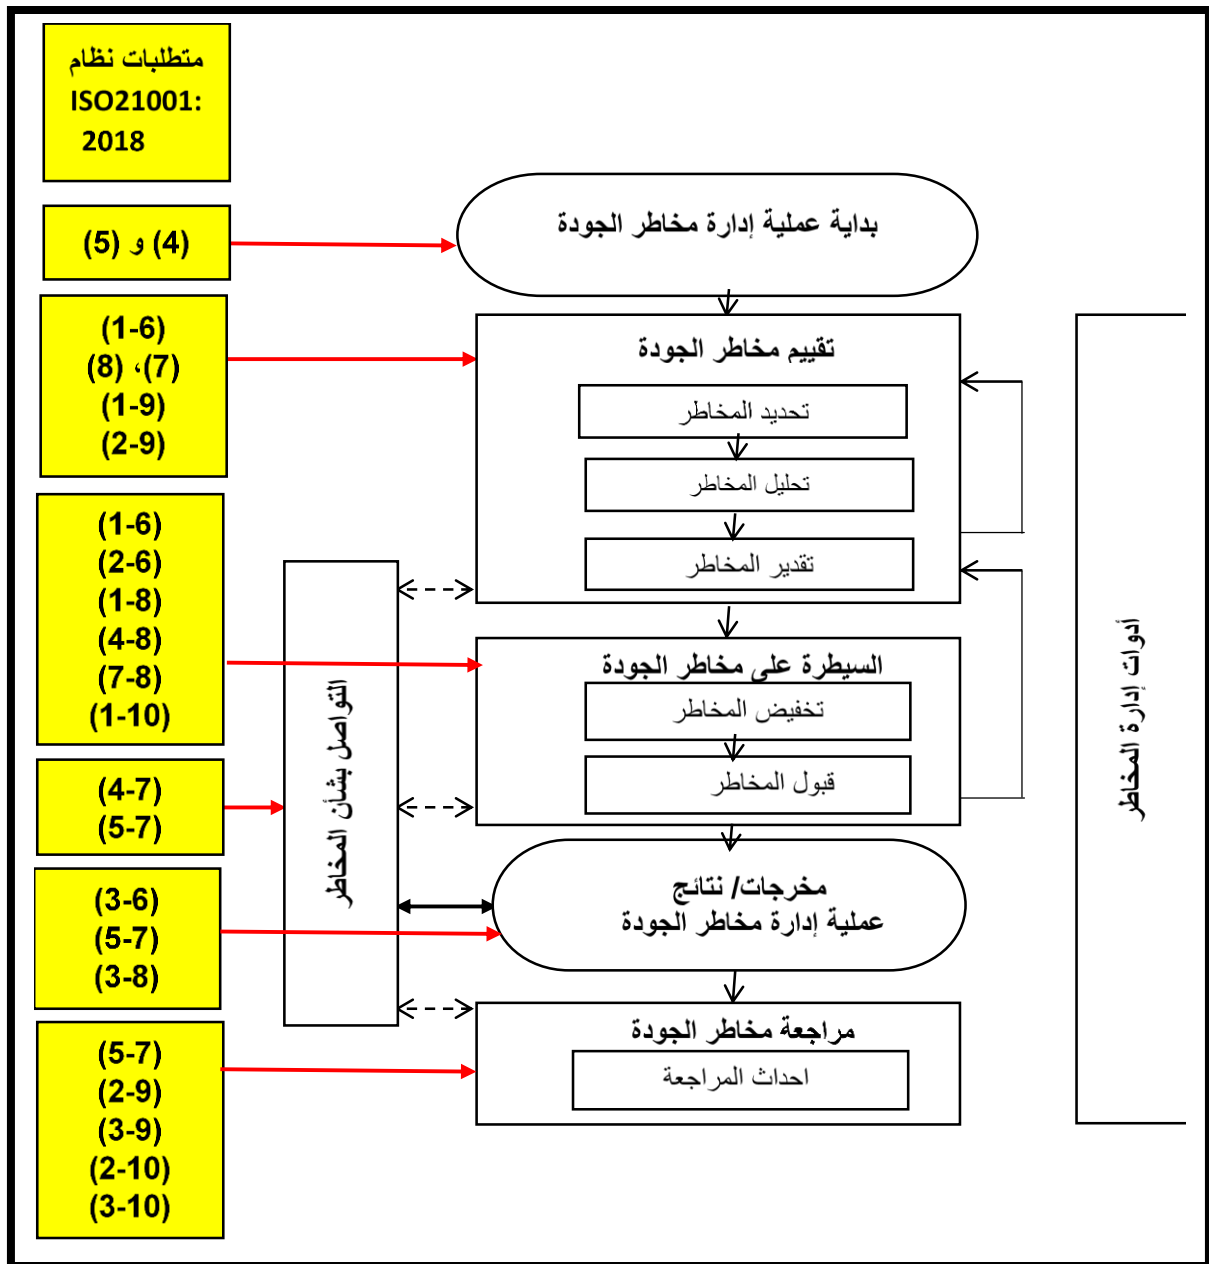 متطلبات نظام
ISO21001:
2018
(4) و (5)
(1-6)
(7)، (8)
(1-9)
(2-9)
(1-6)
(2-6)
(1-8)
(4-8)
(7-8)
(1-10)
(4-7)
(5-7)
(3-6)
(5-7)
(3-8)
(5-7)
(2-9)
(3-9)
(2-10)
(3-10)
بداية عملية إدارة مخاطر الجودة
تقييم مخاطر الجودة
تحديد المخاطر
تحليل المخاطر
تقدير المخاطر
السيطرة على مخاطر الجودة
تخفيض المخاطر
قبول المخاطر
مخرجات/ نتائج
عملية إدارة مخاطر الجودة
مراجعة مخاطر الجودة
احداث المراجعة
التواصل بشأن المخاطر
أدوات إدارة المخاطر